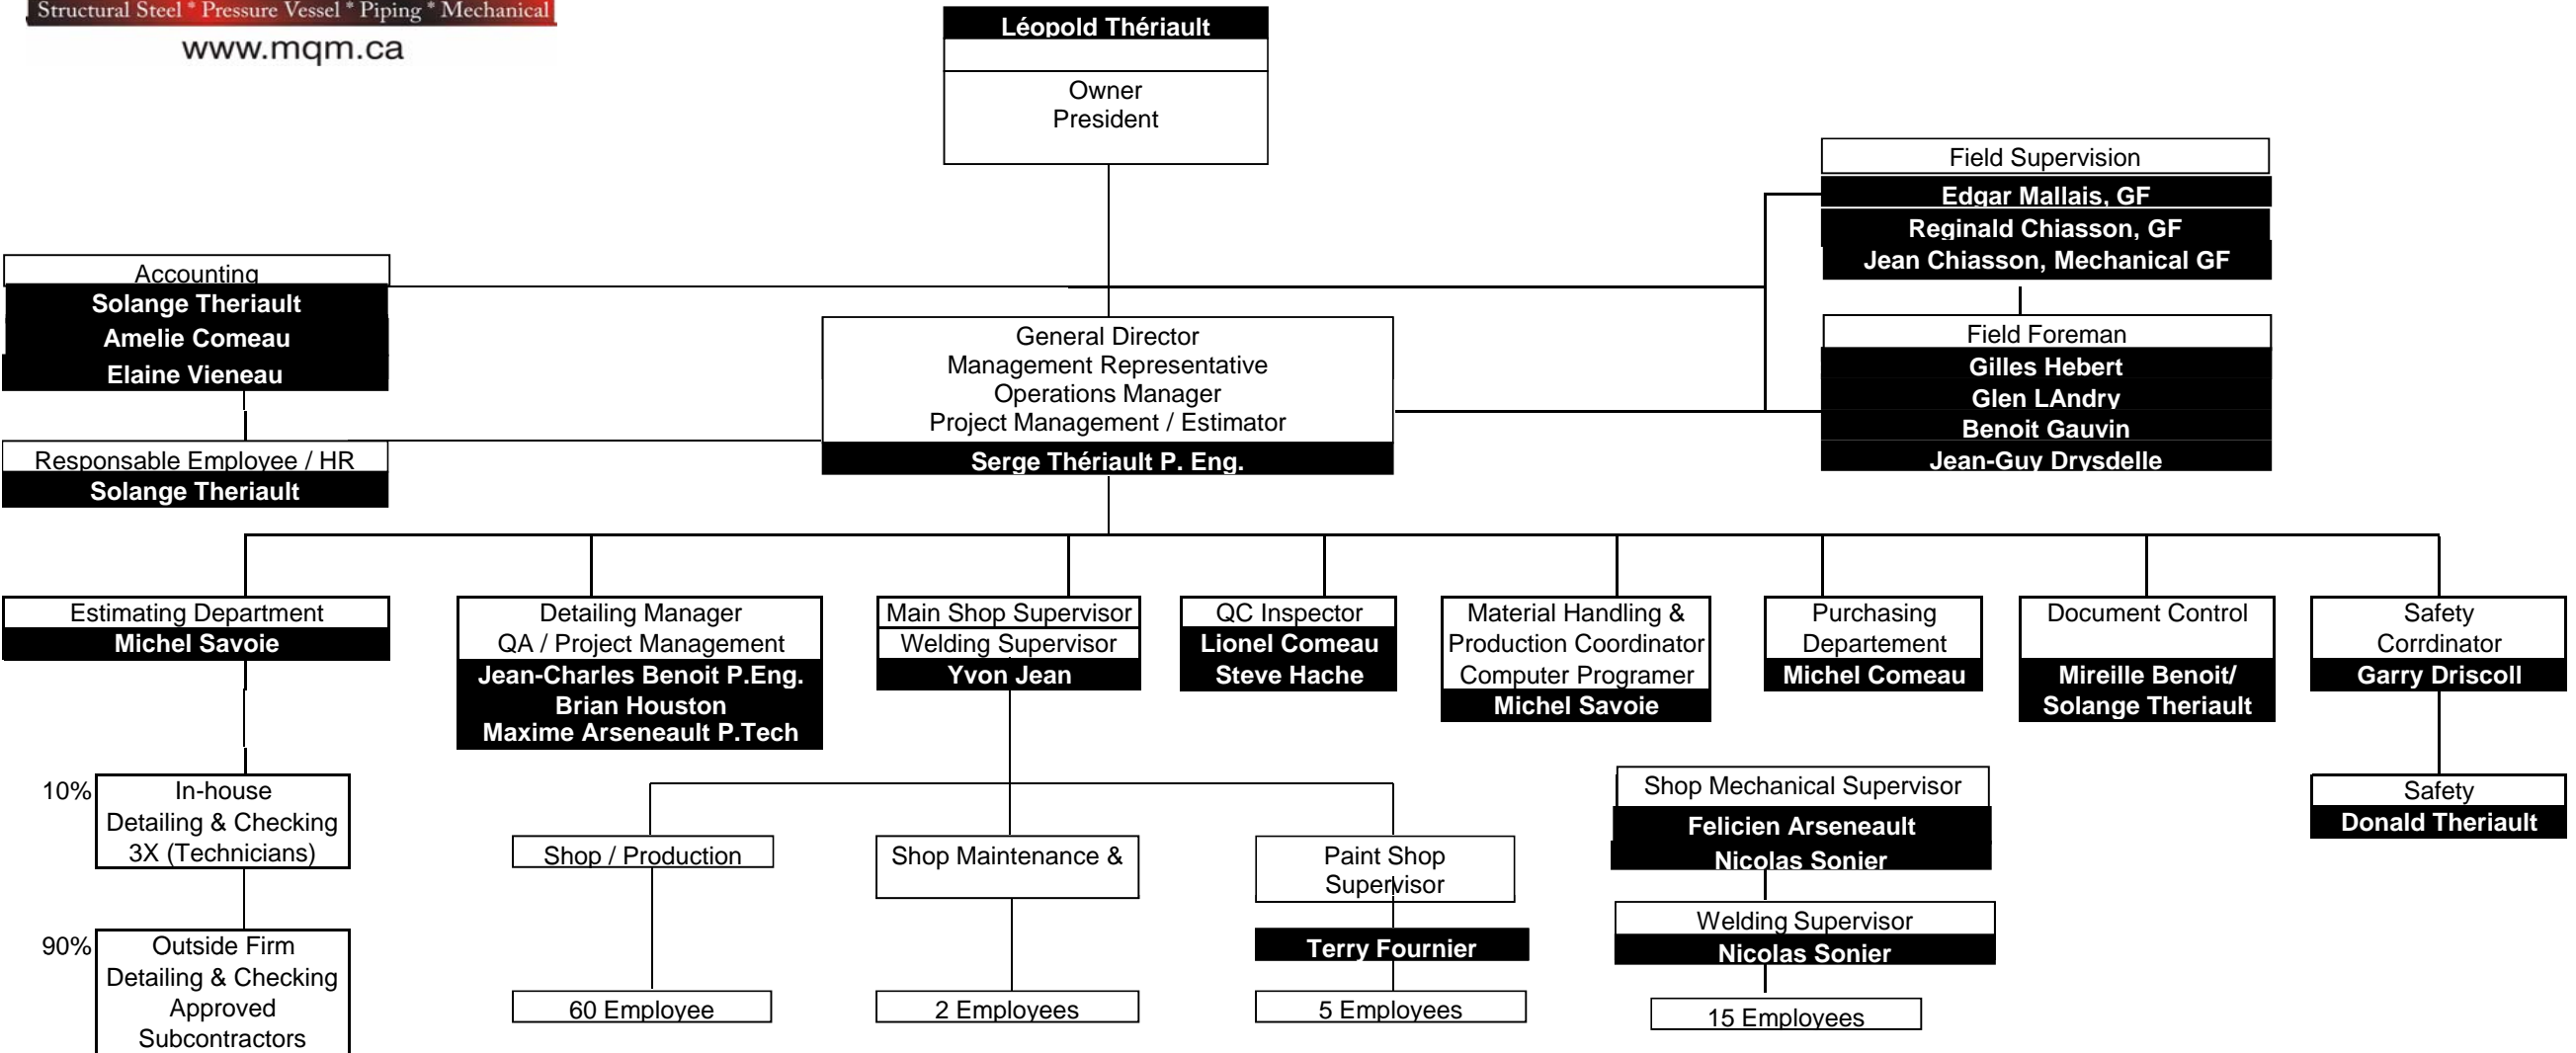 Structural Steel * Pressure Vessel * Piping * Mechanical
www.mqm.ca
Léopold Thériault
Owner
President
Field Supervision
Edgar Mallais, GF
Reginald Chiasson, GF
Jean Chiasson, Mechanical GF
Accounting
Solange Theriault
Amelie Comeau
Elaine Vieneau
General Director
Management Representative
Operations Manager
Project Management / Estimator
Serge Thériault P. Eng.
Field Foreman
Gilles Hebert
Glen LAndry
Benoit Gauvin
Jean-Guy Drysdelle
Responsable Employee / HR
Solange Theriault
Estimating Department
Michel Savoie
Detailing Manager
QA / Project Management
Jean-Charles Benoit P.Eng.
Brian Houston
Maxime Arseneault P.Tech
Main Shop Supervisor
Welding Supervisor
Yvon Jean
QC Inspector
Lionel Comeau
Steve Hache
Material Handling &
Production Coordinator
Computer Programer
Michel Savoie
Purchasing
Departement
Michel Comeau
Document Control
Mireille Benoit/
Solange Theriault
Safety
Corrdinator
Garry Driscoll
10%
In-house
Detailing & Checking
3X (Technicians)
90%
Outside Firm
Detailing & Checking
Approved
Subcontractors
Shop / Production
60 Employee
Shop Maintenance &
2 Employees
Paint Shop
Supervisor
Terry Fournier
5 Employees
Shop Mechanical Supervisor
Felicien Arseneault
Nicolas Sonier
Welding Supervisor
Nicolas Sonier
15 Employees
Safety
Donald Theriault